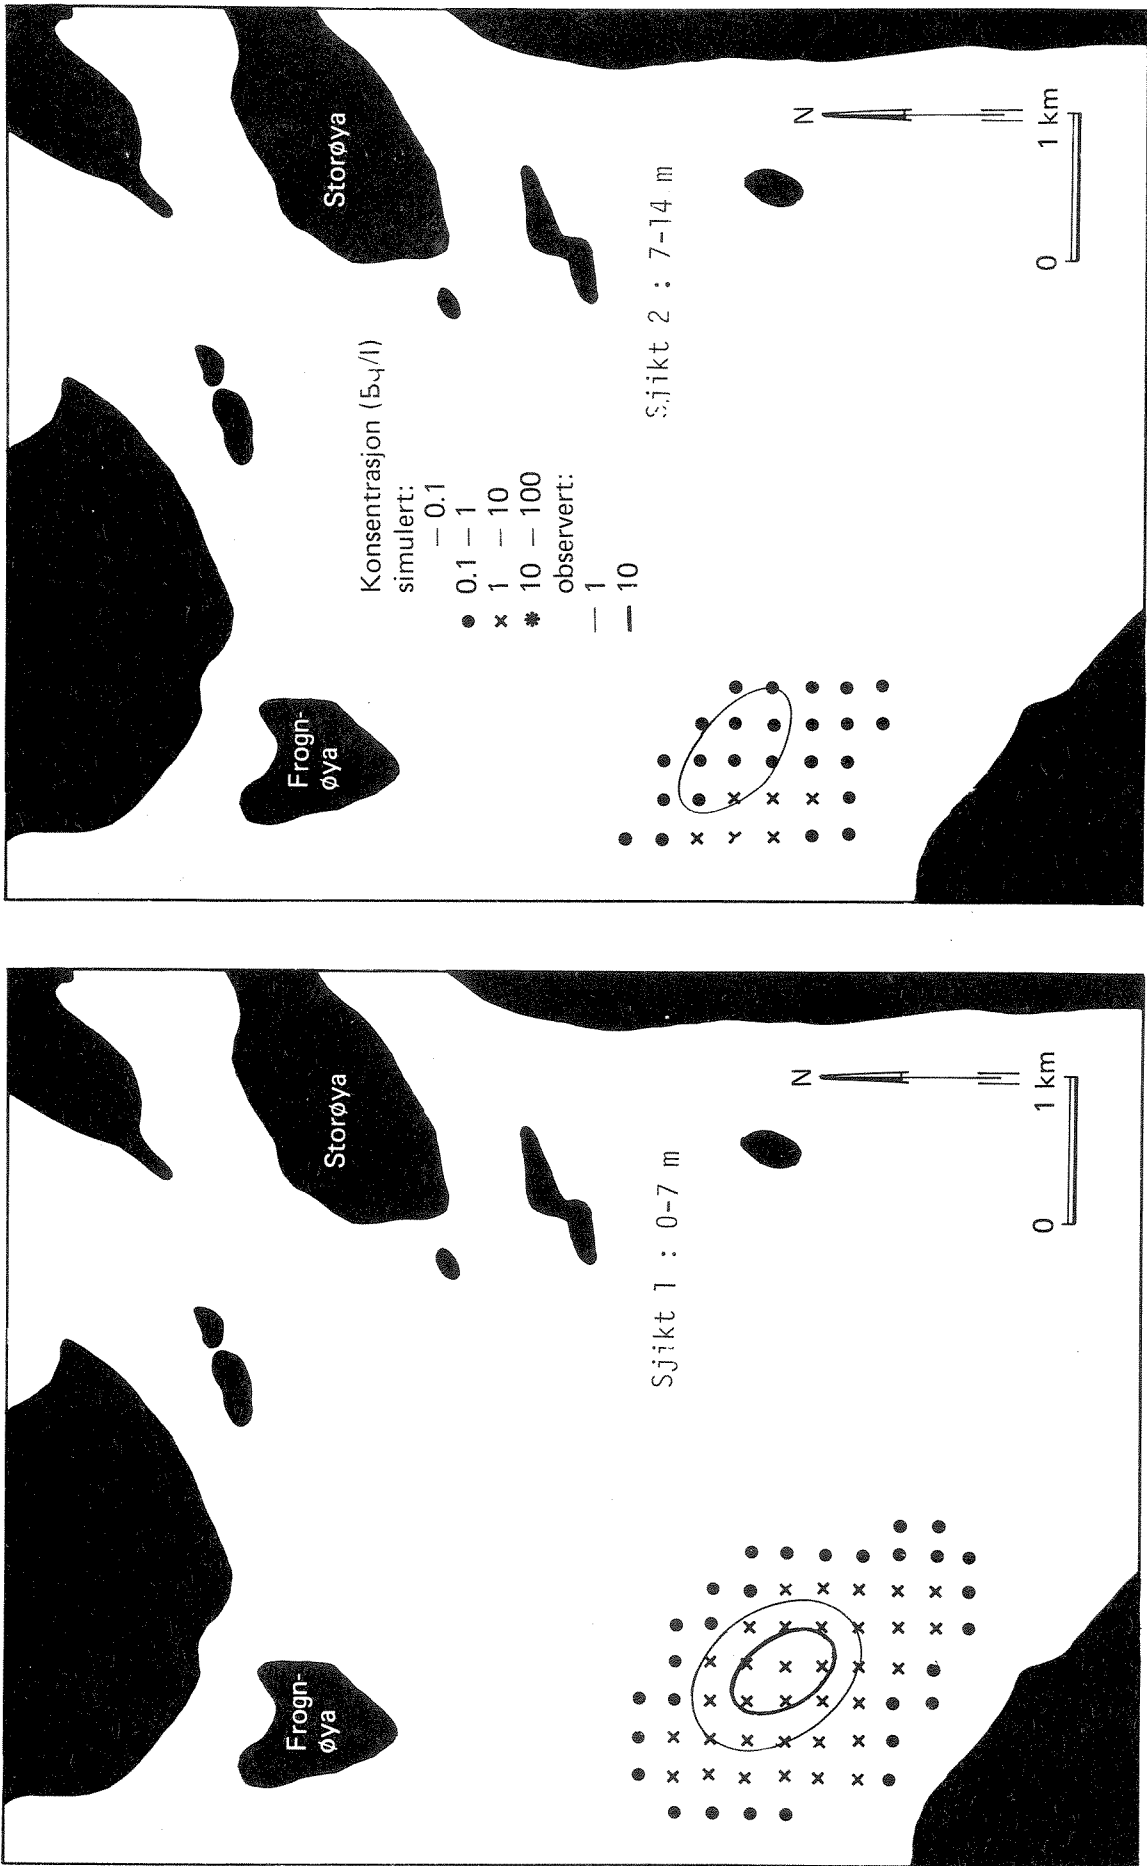 Frogn-
øya
Storøya
Sjikt 1 : 0-7 m
N
0 1 km
Frogn-
øya
Storøya
Konsentrasjon (Bq/l)
simulert:
— 0.1
● 0.1 — 1
× 1 — 10
✱ 10 — 100
observert:
— 1
— 10
Sjikt 2 : 7-14 m
N
0 1 km